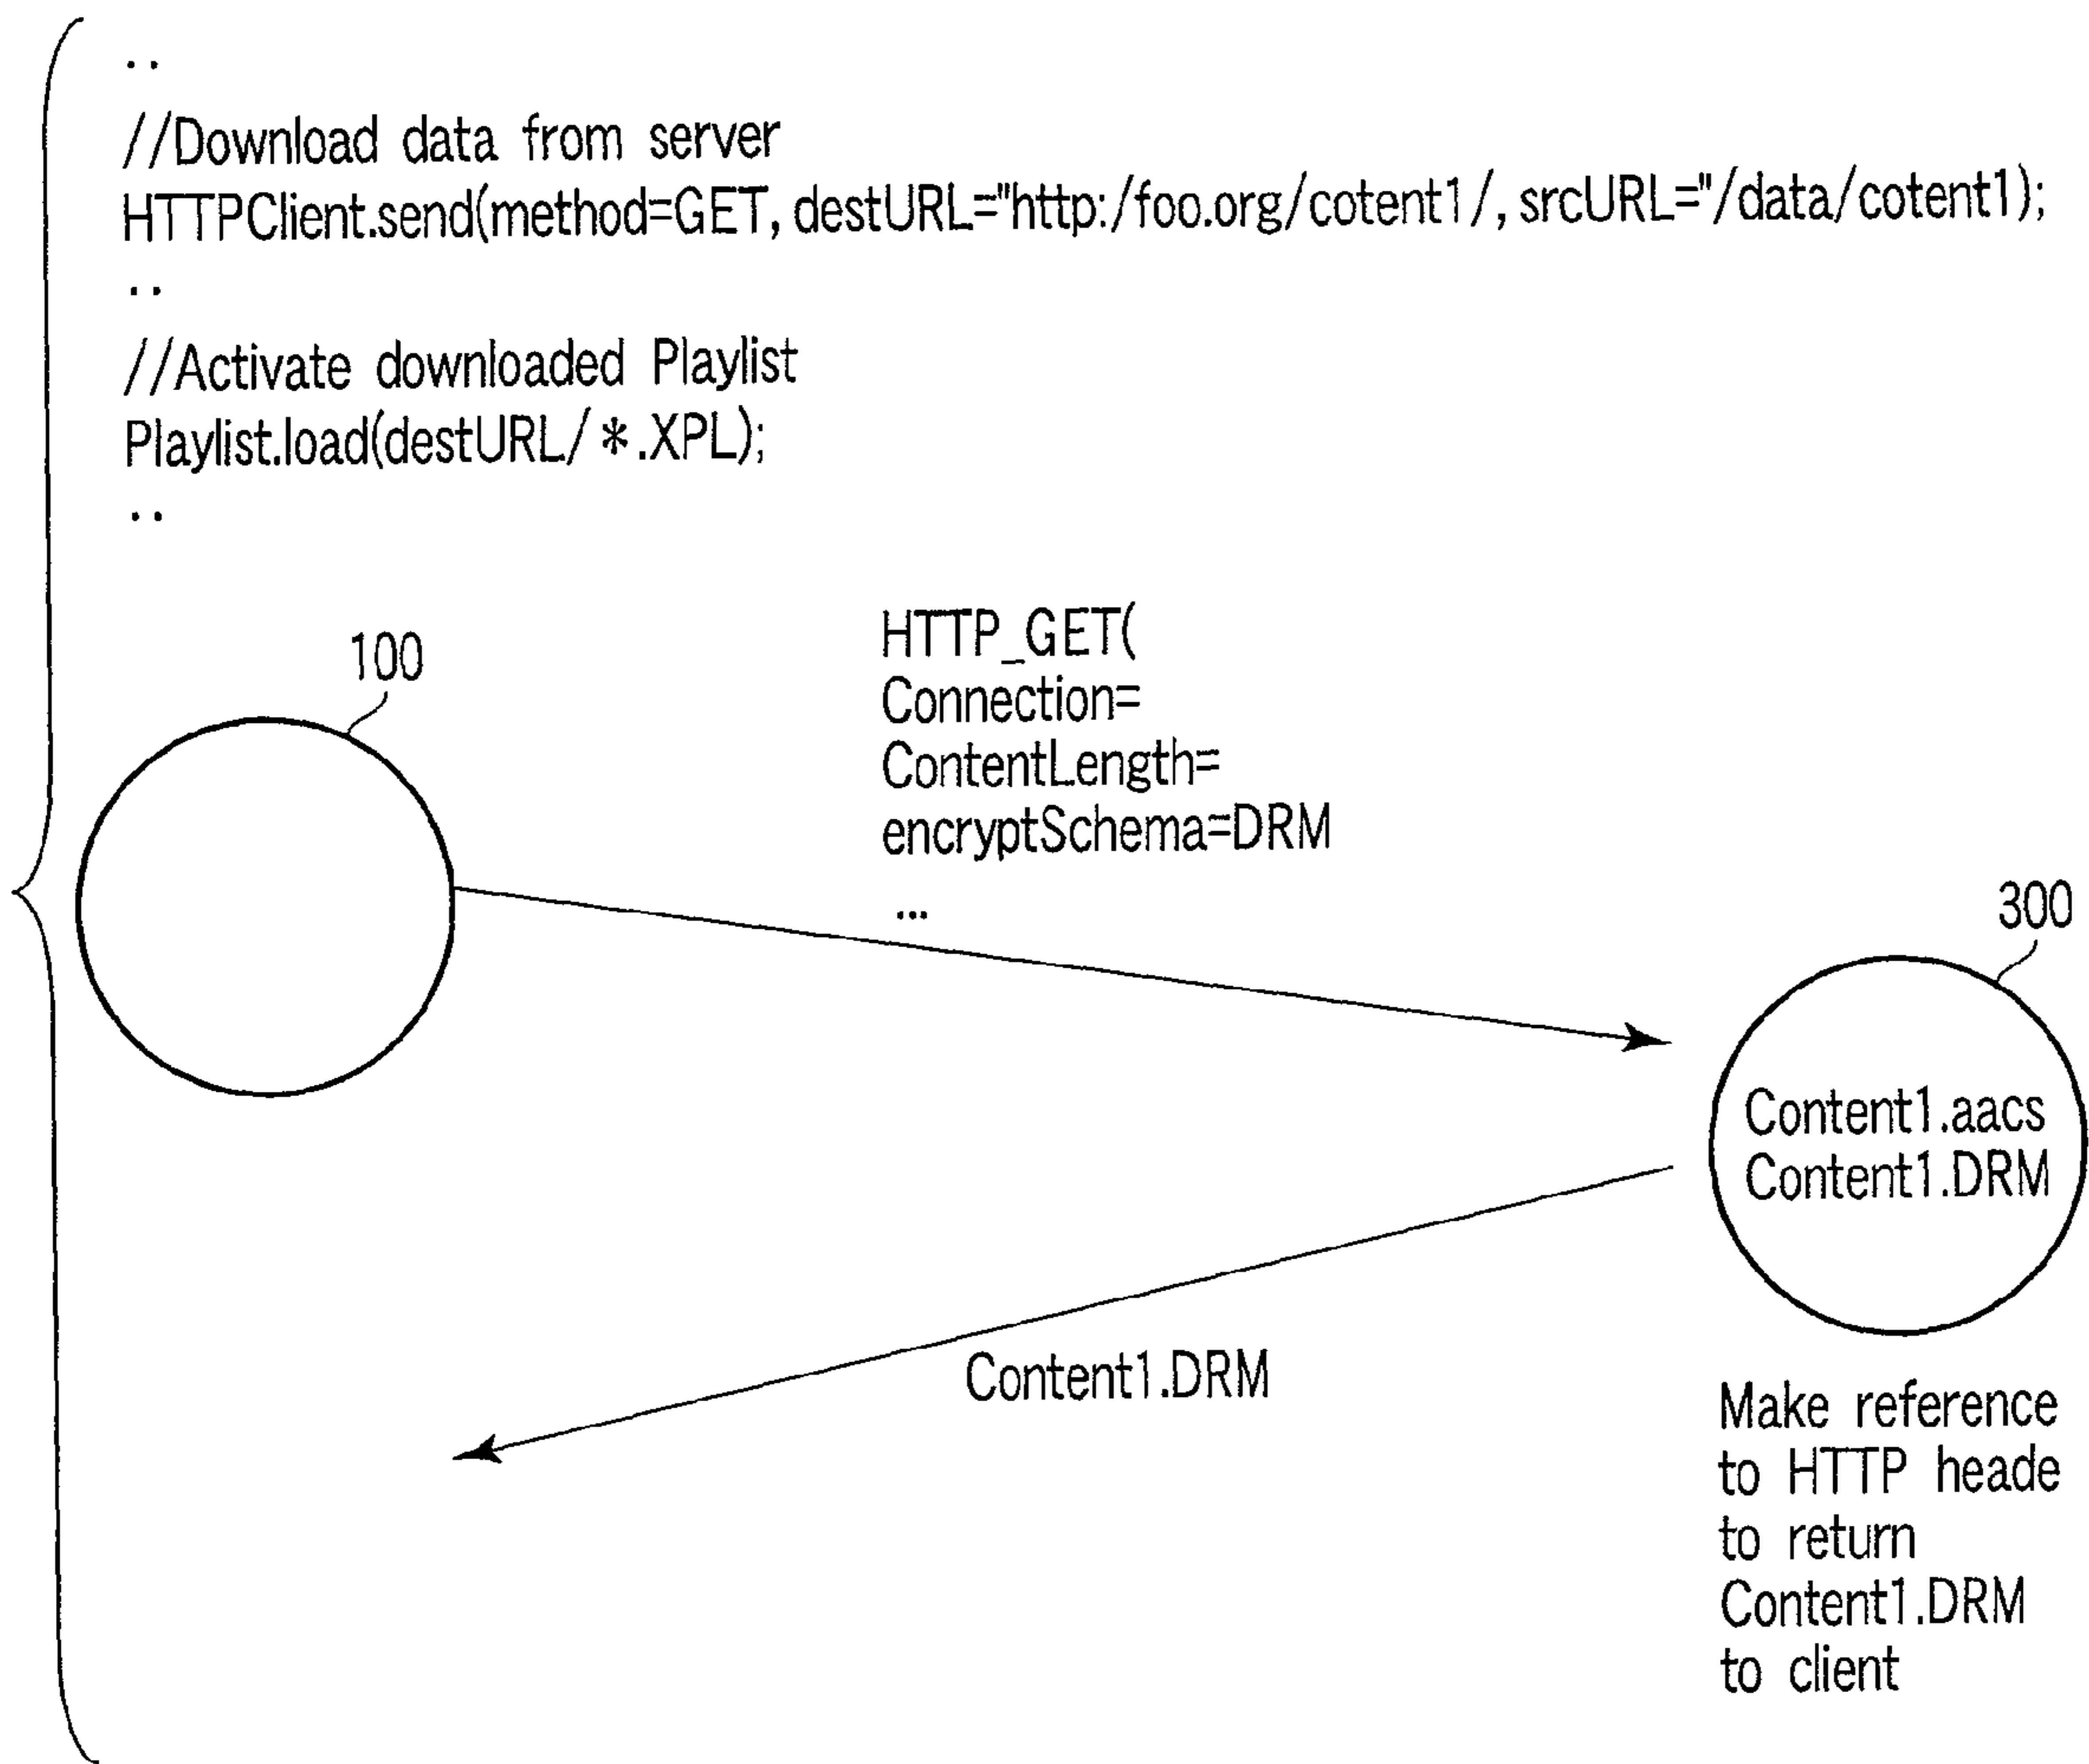 ..
//Download data from server
HTTPClient.send(method=GET, destURL="http:/foo.org/cotent1/, srcURL="/data/cotent1);
..
//Activate downloaded Playlist
Playlist.load(destURL/*.XPL);
..
100
HTTP_GET(
Connection=
ContentLength=
encryptSchema=DRM
...
300
Content1.aacs
Content1.DRM
Content1.DRM
Make reference
to HTTP heade
to return
Content1.DRM
to client